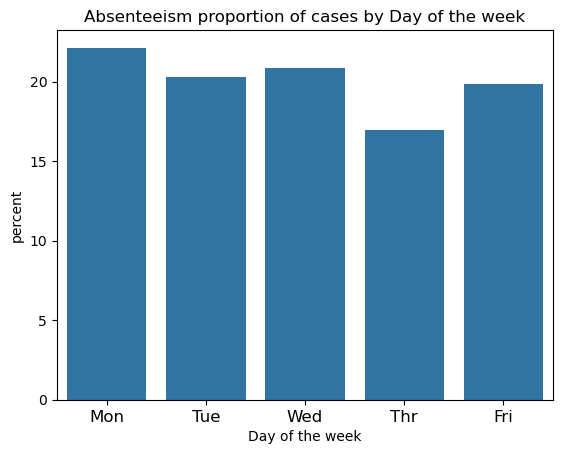 Absenteeism proportion of cases by Day of the week
20
15
10
5
0
percent
Mon Tue Wed Thr Fri
Day of the week